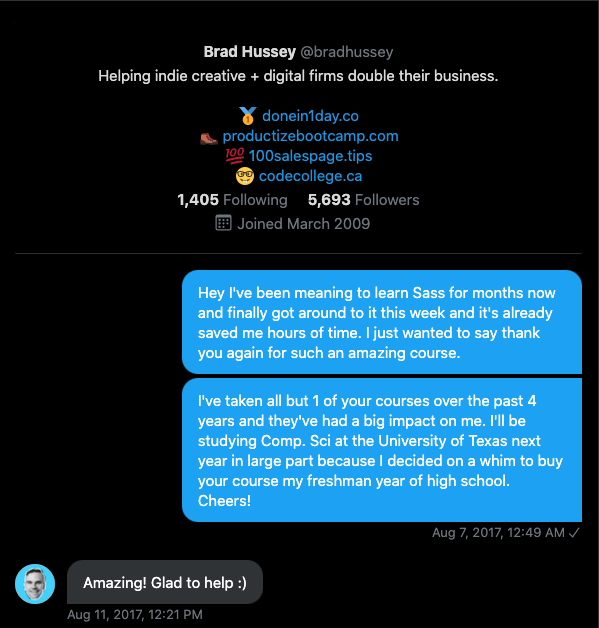 Brad Hussey @bradhussey
Helping indie creative + digital firms double their business.
🥇 donein1day.co
🥾 productizebootcamp.com
💯 100salespage.tips
🤓 codecollege.ca
1,405 Following 5,693 Followers
Joined March 2009
Hey I've been meaning to learn Sass for months now
and finally got around to it this week and it's already
saved me hours of time. I just wanted to say thank
you again for such an amazing course.
I've taken all but 1 of your courses over the past 4
years and they've had a big impact on me. I'll be
studying Comp. Sci at the University of Texas next
year in large part because I decided on a whim to buy
your course my freshman year of high school.
Cheers!
Aug 7, 2017, 12:49 AM ✓
Amazing! Glad to help :)
Aug 11, 2017, 12:21 PM